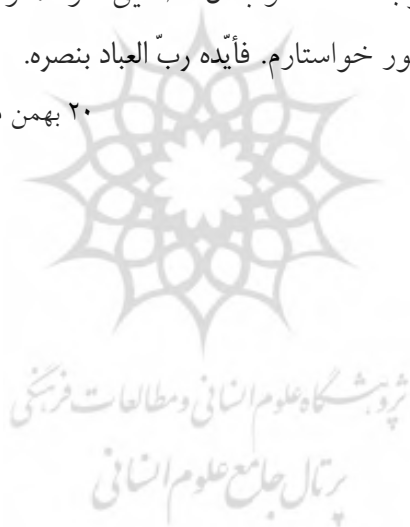 ور خواستارم. فأیّده ربّ العباد بنصره.
۲۰ بهمن
پژوهشگاه علوم انسانی و مطالعات فرهنگی
پرتال جامع علوم انسانی